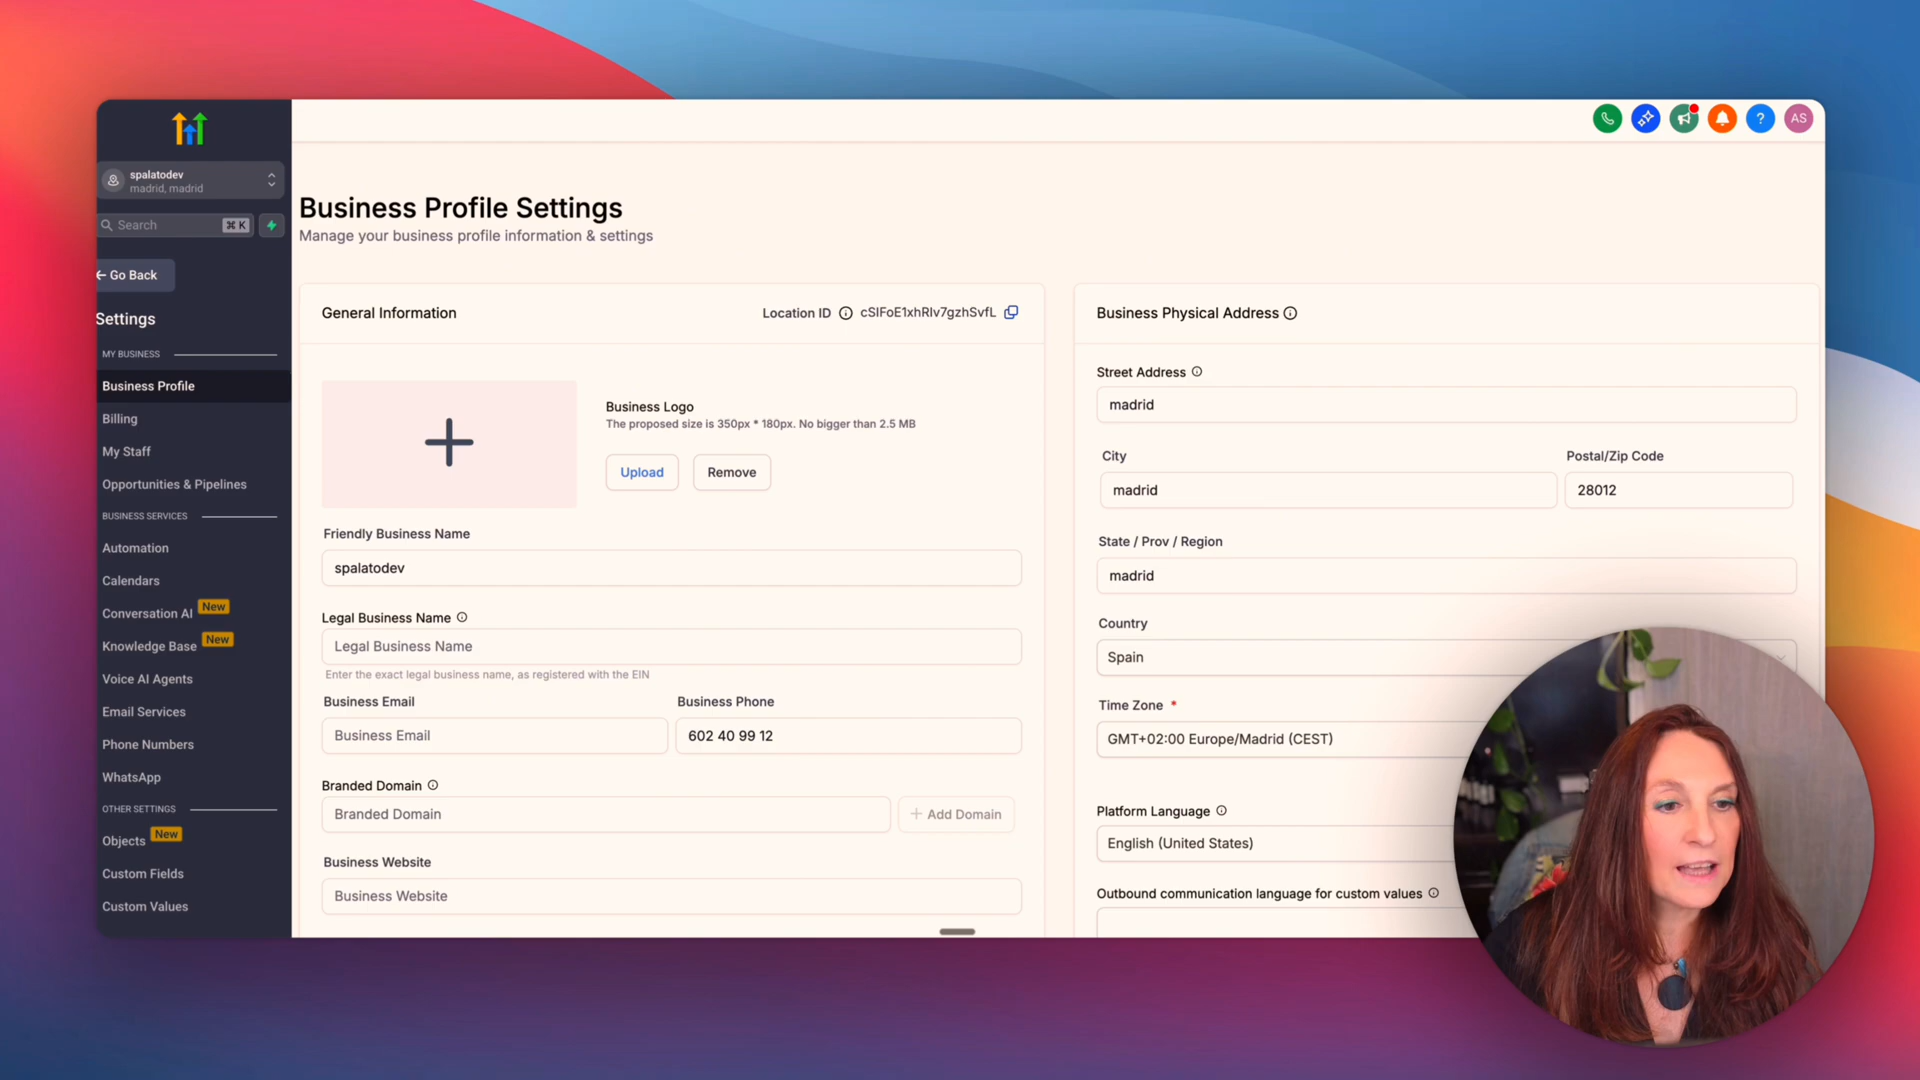 spalatodev
madrid, madrid
Search
⌘ K
← Go Back
Settings
MY BUSINESS
Business Profile
Billing
My Staff
Opportunities & Pipelines
BUSINESS SERVICES
Automation
Calendars
Conversation AI New
Knowledge Base New
Voice AI Agents
Email Services
Phone Numbers
WhatsApp
OTHER SETTINGS
Objects New
Custom Fields
Custom Values
?
AS
Business Profile Settings
Manage your business profile information & settings
General Information
Location ID cSlFoE1xhRlv7gzhSvfL
Business Logo
The proposed size is 350px * 180px. No bigger than 2.5 MB
Upload
Remove
Friendly Business Name
spalatodev
Legal Business Name
Legal Business Name
Enter the exact legal business name, as registered with the EIN
Business Email
Business Email
Business Phone
602 40 99 12
Branded Domain
Branded Domain
+ Add Domain
Business Website
Business Website
Business Physical Address
Street Address
madrid
City
madrid
Postal/Zip Code
28012
State / Prov / Region
madrid
Country
Spain
Time Zone *
GMT+02:00 Europe/Madrid (CEST)
Platform Language
English (United States)
Outbound communication language for custom values